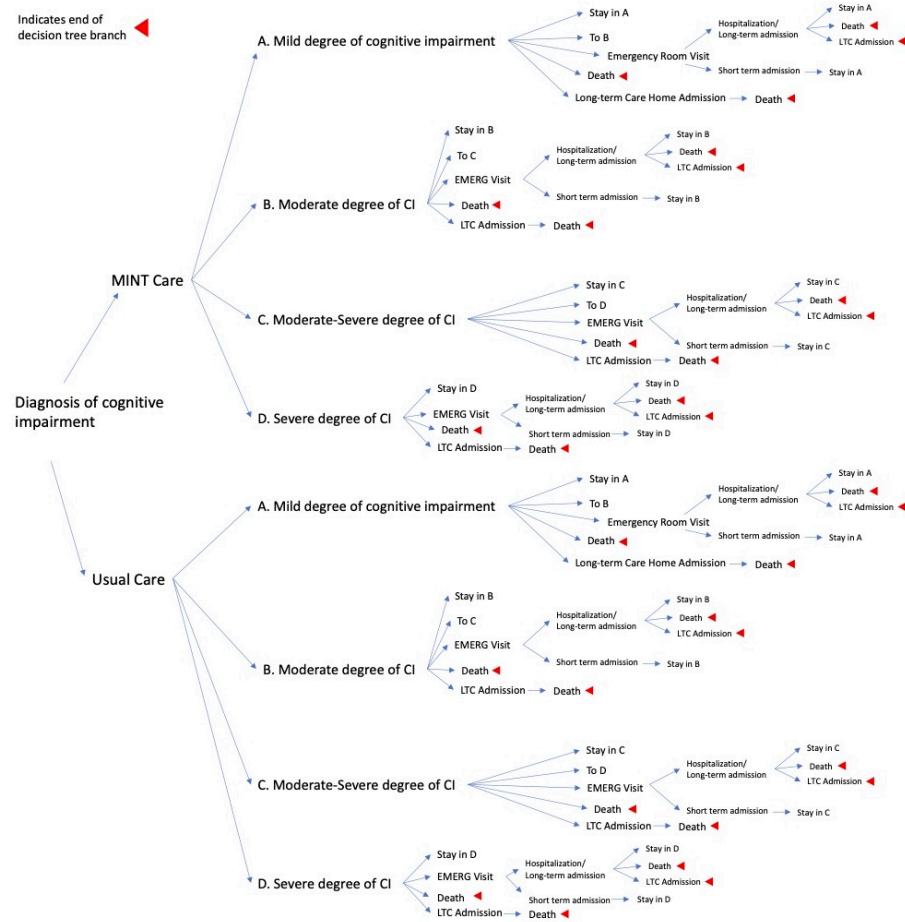 Indicates end of
decision tree branch
Diagnosis of cognitive
impairment
MINT Care
A. Mild degree of cognitive impairment
Stay in A
To B
Emergency Room Visit
Hospitalization/
Long-term admission
Stay in A
Death
LTC Admission
Short term admission
Stay in A
Death
Long-term Care Home Admission
Death
B. Moderate degree of CI
Stay in B
To C
EMERG Visit
Hospitalization/
Long-term admission
Stay in B
Death
LTC Admission
Short term admission
Stay in B
Death
LTC Admission
Death
C. Moderate-Severe degree of CI
Stay in C
To D
EMERG Visit
Hospitalization/
Long-term admission
Stay in C
Death
LTC Admission
Short term admission
Stay in C
Death
LTC Admission
Death
D. Severe degree of CI
Stay in D
EMERG Visit
Hospitalization/
Long-term admission
Stay in D
Death
LTC Admission
Short term admission
Stay in D
Death
LTC Admission
Death
Usual Care
A. Mild degree of cognitive impairment
Stay in A
To B
Emergency Room Visit
Hospitalization/
Long-term admission
Stay in A
Death
LTC Admission
Short term admission
Stay in A
Death
Long-term Care Home Admission
Death
B. Moderate degree of CI
Stay in B
To C
EMERG Visit
Hospitalization/
Long-term admission
Stay in B
Death
LTC Admission
Short term admission
Stay in B
Death
LTC Admission
Death
C. Moderate-Severe degree of CI
Stay in C
To D
EMERG Visit
Hospitalization/
Long-term admission
Stay in C
Death
LTC Admission
Short term admission
Stay in C
Death
LTC Admission
Death
D. Severe degree of CI
Stay in D
EMERG Visit
Hospitalization/
Long-term admission
Stay in D
Death
LTC Admission
Short term admission
Stay in D
Death
LTC Admission
Death